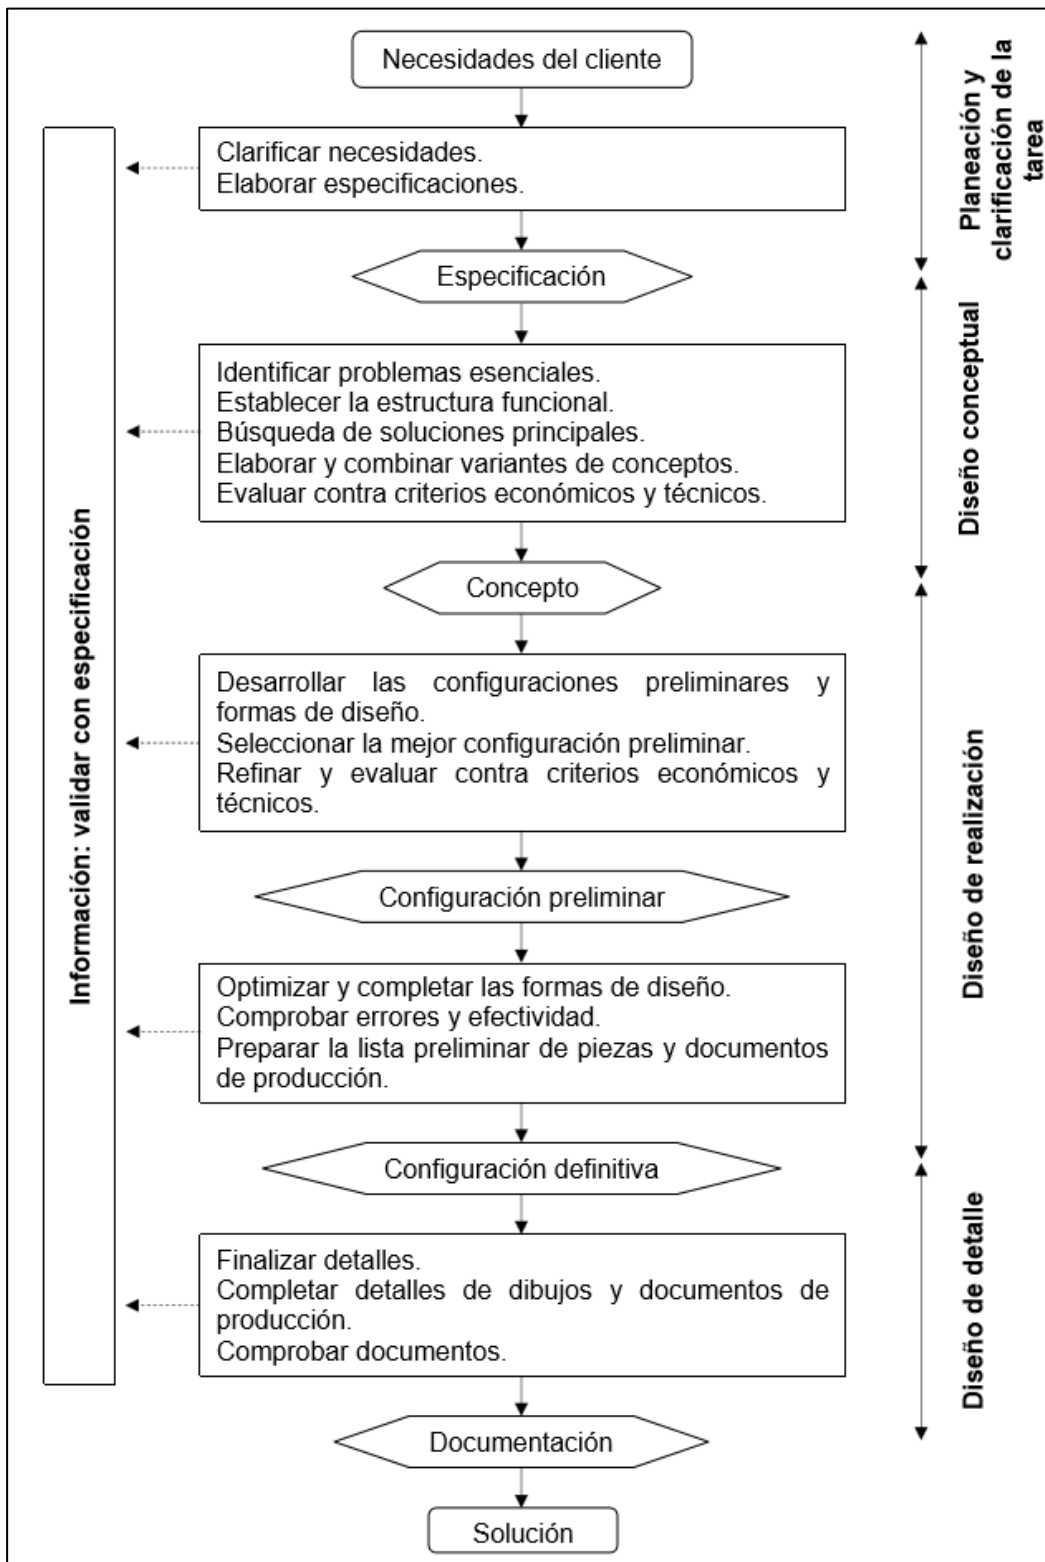 Necesidades del cliente
Clarificar necesidades.
Elaborar especificaciones.
Especificación
Identificar problemas esenciales.
Establecer la estructura funcional.
Búsqueda de soluciones principales.
Elaborar y combinar variantes de conceptos.
Evaluar contra criterios económicos y técnicos.
Concepto
Desarrollar las configuraciones preliminares y
formas de diseño.
Seleccionar la mejor configuración preliminar.
Refinar y evaluar contra criterios económicos y
técnicos.
Configuración preliminar
Optimizar y completar las formas de diseño.
Comprobar errores y efectividad.
Preparar la lista preliminar de piezas y documentos
de producción.
Configuración definitiva
Finalizar detalles.
Completar detalles de dibujos y documentos de
producción.
Comprobar documentos.
Documentación
Solución
Información: validar con especificación
Planeación y
clarificación de la
tarea
Diseño conceptual
Diseño de realización
Diseño de detalle